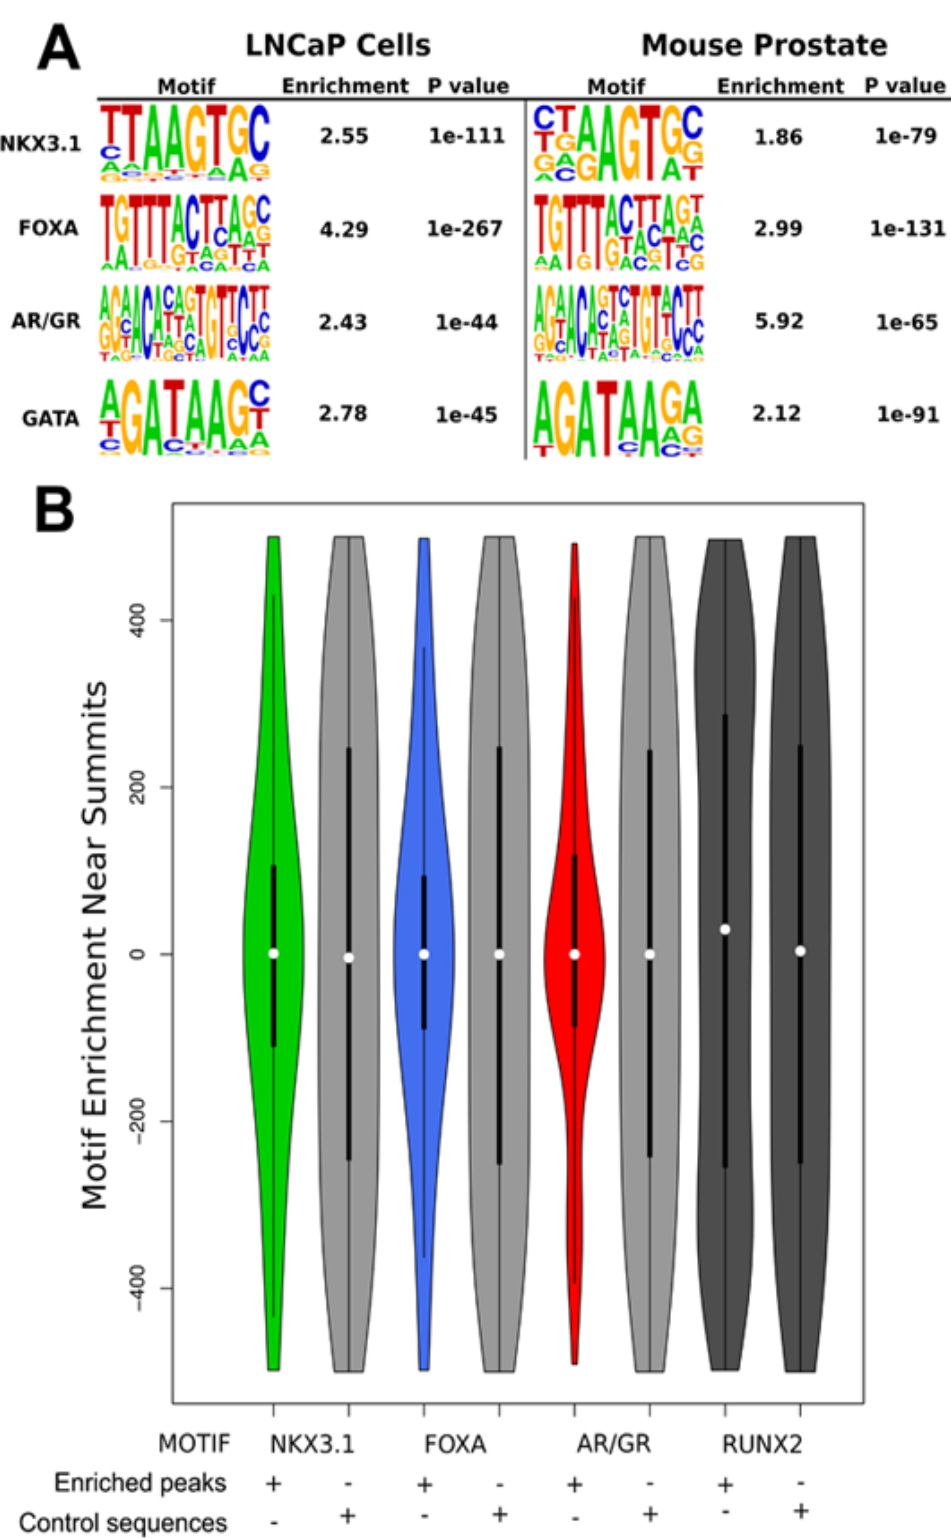 A
LNCaP Cells Mouse Prostate
Motif Enrichment P value Motif Enrichment P value
NKX3.1 2.55 1e-111 1.86 1e-79
FOXA 4.29 1e-267 2.99 1e-131
AR/GR 2.43 1e-44 5.92 1e-65
GATA 2.78 1e-45 2.12 1e-91
B
Motif Enrichment Near Summits
400
200
0
-200
-400
MOTIF NKX3.1 FOXA AR/GR RUNX2
Enriched peaks + - + - + - + -
Control sequences - + - + - + - +